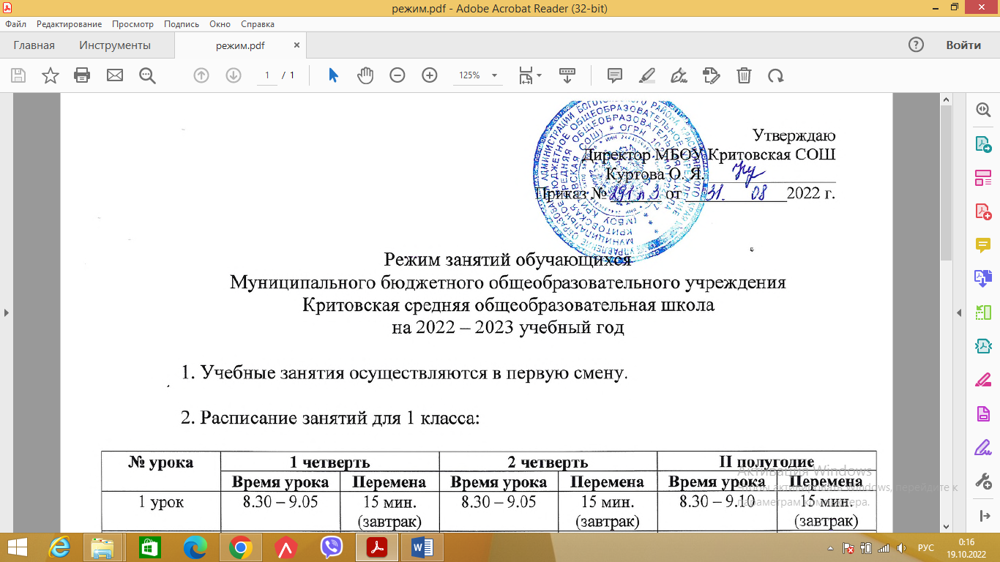 режим.pdf - Adobe Acrobat Reader (32-bit)
Файл Редактирование Просмотр Подпись Окно Справка
Главная Инструменты режим.pdf × Войти
1 / 1 125%
Утверждаю
Директор МБОУ Критовская СОШ
Куртова О. Я.
Приказ № 291 от 31. 08 2022 г.
Режим занятий обучающихся
Муниципального бюджетного общеобразовательного учреждения
Критовская средняя общеобразовательная школа
на 2022 – 2023 учебный год
1. Учебные занятия осуществляются в первую смену.
2. Расписание занятий для 1 класса:
№ урока 1 четверть 2 четверть II полугодие
Время урока Перемена Время урока Перемена Время урока Перемена
1 урок 8.30 – 9.05 15 мин. 8.30 – 9.05 15 мин. 8.30 – 9.10 15 мин.
(завтрак) (завтрак) (завтрак)
Активация Windows
Чтобы активировать Windows, перейдите к
параметрам компьютера.
РУС 0:16
19.10.2022